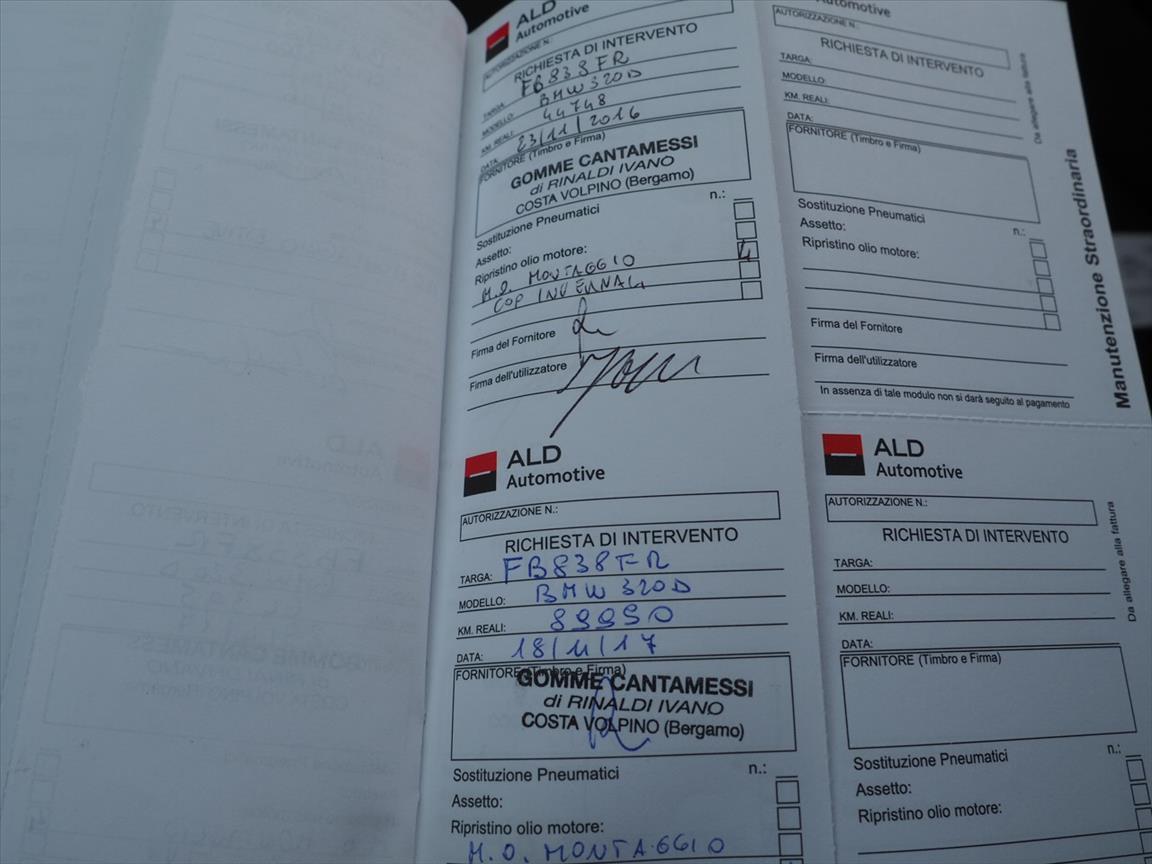 ALD
Automotive
AUTORIZZAZIONE N.:
RICHIESTA DI INTERVENTO
TARGA: FB838FR
MODELLO: BMW 320D
KM. REALI: 44748
DATA: 23/11/2016
FORNITORE (Timbro e Firma)
GOMME CANTAMESSI
di RINALDI IVANO
COSTA VOLPINO (Bergamo)
Sostituzione Pneumatici n.:
Assetto:
Ripristino olio motore: 4
M.O. MONTAGGIO
COP INVERNALI
Firma del Fornitore
Firma dell'utilizzatore
ALD
Automotive
AUTORIZZAZIONE N.:
RICHIESTA DI INTERVENTO
TARGA: FB838FR
MODELLO: BMW 320D
KM. REALI: 89990
DATA: 18/11/17
FORNITORE (Timbro e Firma)
GOMME CANTAMESSI
di RINALDI IVANO
COSTA VOLPINO (Bergamo)
Sostituzione Pneumatici n.:
Assetto:
Ripristino olio motore:
M.O. MONTAGGIO
Automotive
AUTORIZZAZIONE N.:
RICHIESTA DI INTERVENTO
TARGA:
MODELLO:
KM. REALI:
DATA:
FORNITORE (Timbro e Firma)
Sostituzione Pneumatici
Assetto: n.:
Ripristino olio motore:
Firma del Fornitore
Firma dell'utilizzatore
In assenza di tale modulo non si darà seguito al pagamento
Da allegare alla fattura
Manutenzione Straordinaria
ALD
Automotive
AUTORIZZAZIONE N.:
RICHIESTA DI INTERVENTO
TARGA:
MODELLO:
KM. REALI:
DATA:
FORNITORE (Timbro e Firma)
Sostituzione Pneumatici n.:
Assetto:
Ripristino olio motore:
Da allegare alla fattura